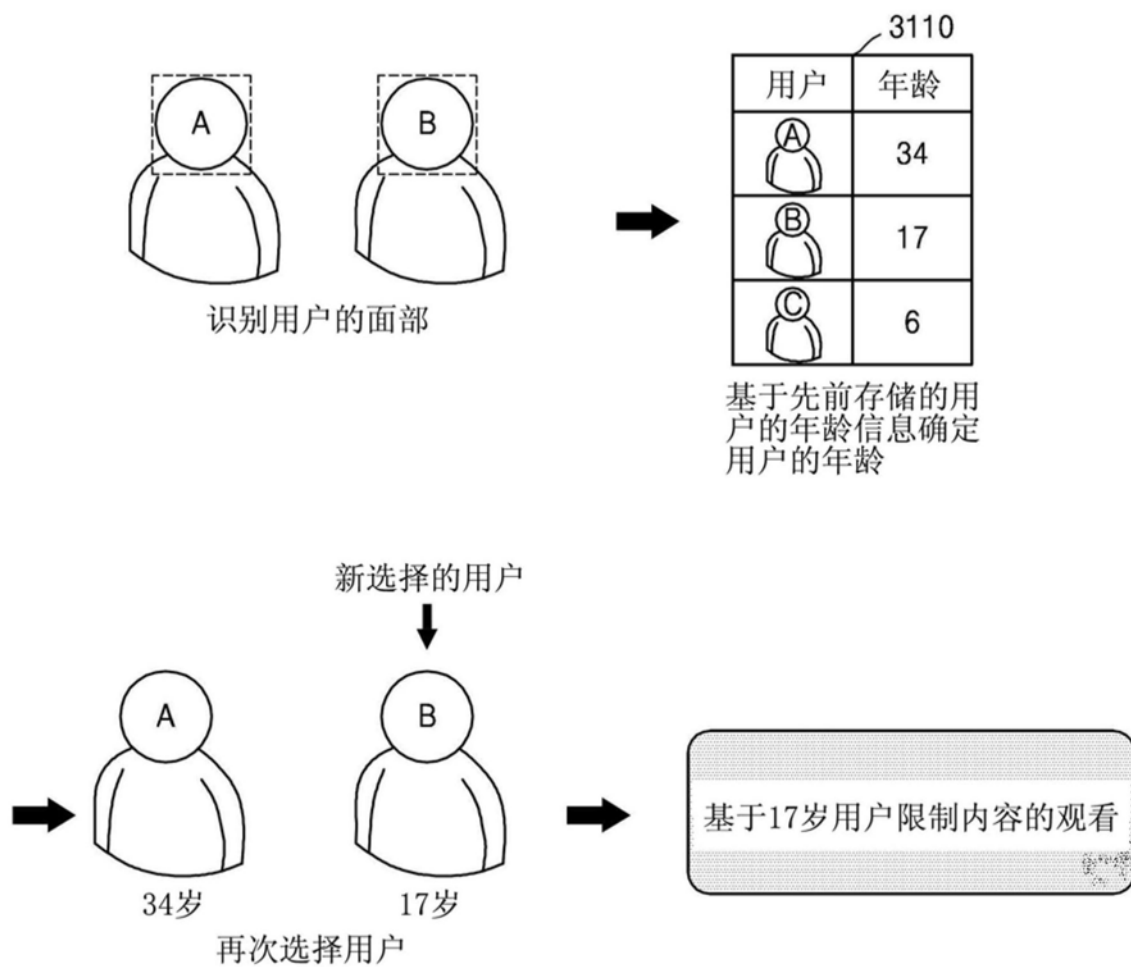 3110
用户 年龄
A 34
B 17
C 6
A B
识别用户的面部
基于先前存储的用
户的年龄信息确定
用户的年龄
新选择的用户
A B
34岁 17岁
再次选择用户
基于17岁用户限制内容的观看